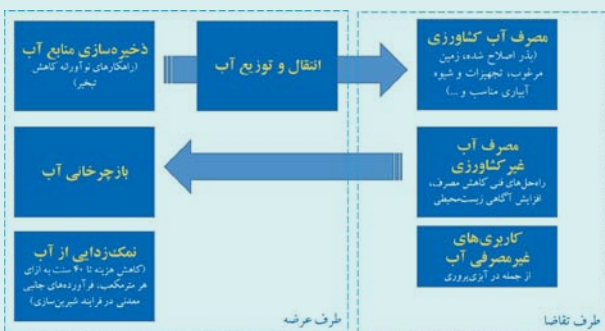 مصرف آب کشاورزی
(بذر اصلاح شده، زمین
مرغوب، تجهیزات و شیوه
آبیاری مناسب و ...)
انتقال و توزیع آب
ذخیره‌سازی منابع آب
(راهکارهای نوآورانه کاهش
تبخیر)
مصرف آب
غیرکشاورزی
راه‌حل‌های فنی کاهش مصرف،
افزایش آگاهی زیست‌محیطی
بازچرخانی آب
کاربری‌های
غیرمصرفی آب
از جمله در آبزی‌پروری
نمک‌زدایی از آب
(کاهش هزینه تا ۴۰ سنت به ازای
هر مترمکعب، فرآورده‌های جانبی
معدنی در فرایند شیرین‌سازی)
طرف تقاضا
طرف عرضه